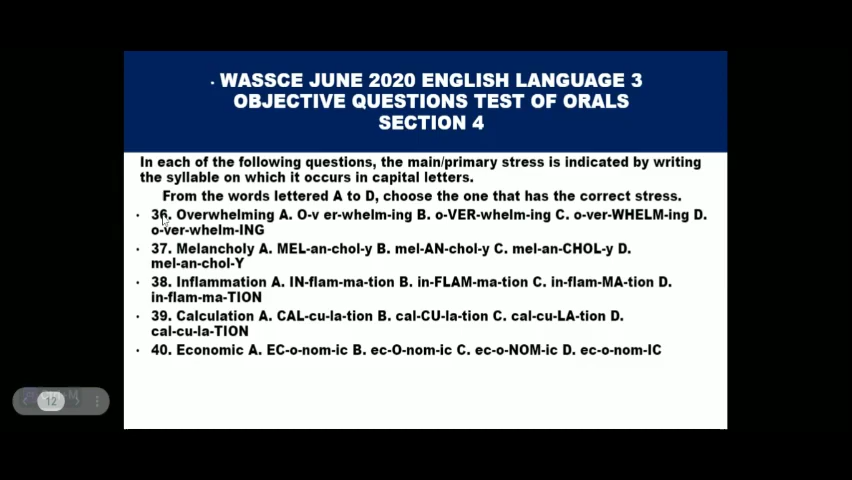 · WASSCE JUNE 2020 ENGLISH LANGUAGE 3
OBJECTIVE QUESTIONS TEST OF ORALS
SECTION 4
In each of the following questions, the main/primary stress is indicated by writing
the syllable on which it occurs in capital letters.
From the words lettered A to D, choose the one that has the correct stress.
· 36. Overwhelming A. O-v er-whelm-ing B. o-VER-whelm-ing C. o-ver-WHELM-ing D.
o-ver-whelm-ING
· 37. Melancholy A. MEL-an-chol-y B. mel-AN-chol-y C. mel-an-CHOL-y D.
mel-an-chol-Y
· 38. Inflammation A. IN-flam-ma-tion B. in-FLAM-ma-tion C. in-flam-MA-tion D.
in-flam-ma-TION
· 39. Calculation A. CAL-cu-la-tion B. cal-CU-la-tion C. cal-cu-LA-tion D.
cal-cu-la-TION
· 40. Economic A. EC-o-nom-ic B. ec-O-nom-ic C. ec-o-NOM-ic D. ec-o-nom-IC
12